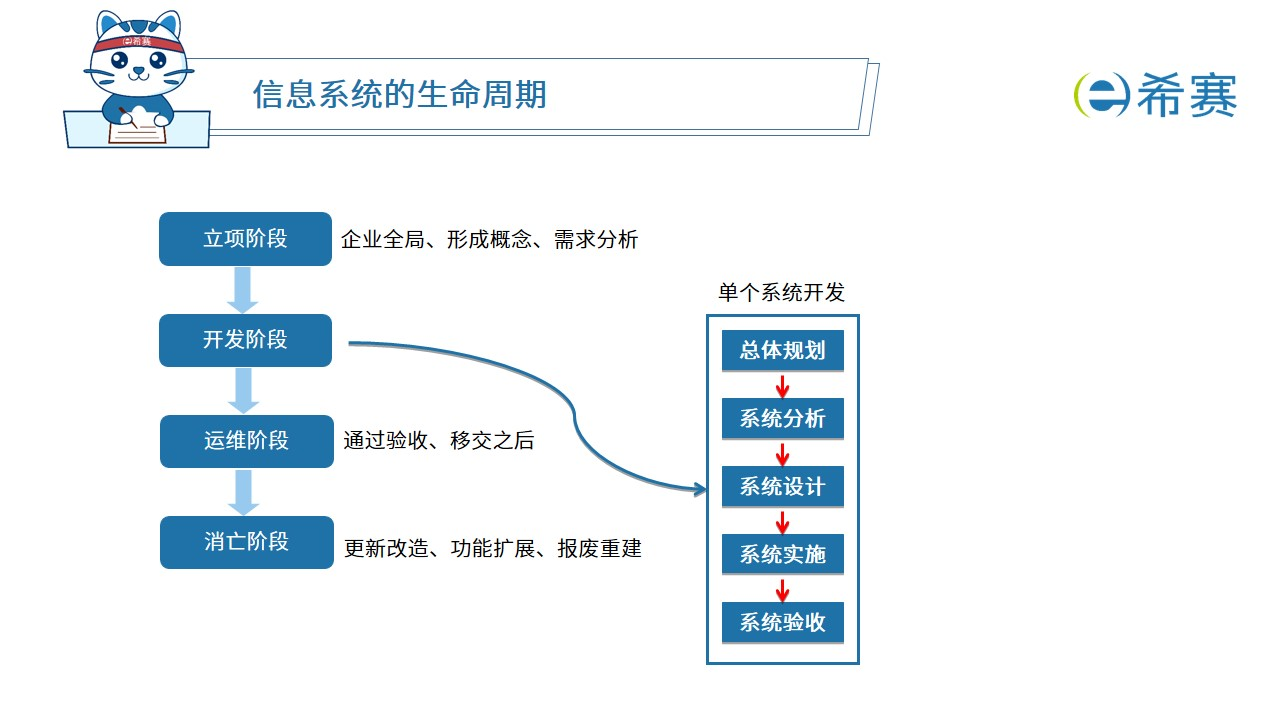 希赛
信息系统的生命周期
希赛
立项阶段
企业全局、形成概念、需求分析
开发阶段
运维阶段
通过验收、移交之后
消亡阶段
更新改造、功能扩展、报废重建
单个系统开发
总体规划
系统分析
系统设计
系统实施
系统验收